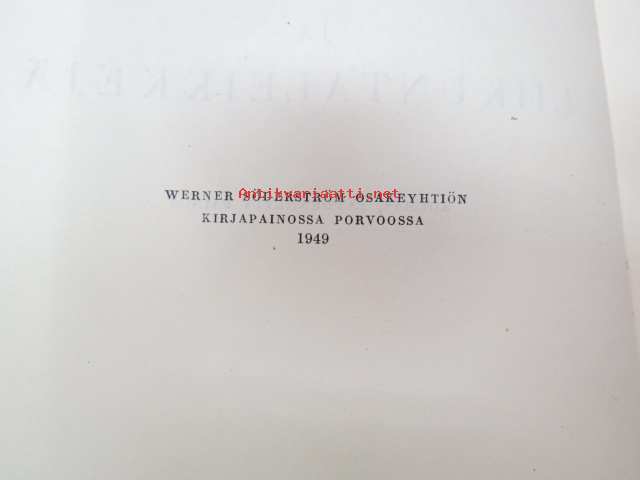 WERNER SÖDERSTRÖM OSAKEYHTIÖN
Antikvariaatti.net
KIRJAPAINOSSA PORVOOSSA
1949